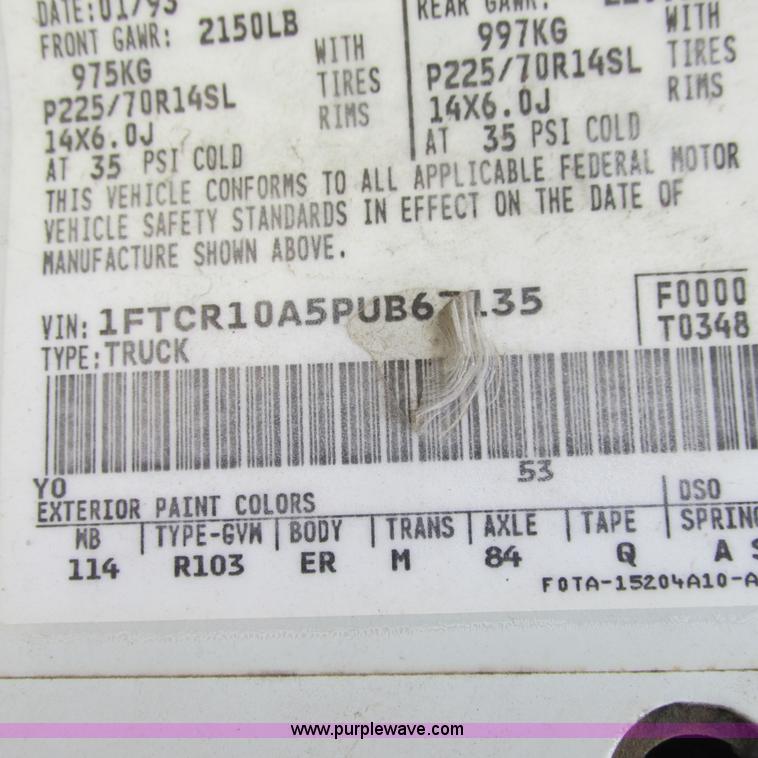 DATE:01/93
FRONT GAWR: 2150LB
975KG WITH
P225/70R14SL TIRES
14X6.0J RIMS
AT 35 PSI COLD
REAR GAWR:
997KG WITH
P225/70R14SL TIRES
14X6.0J RIMS
AT 35 PSI COLD
THIS VEHICLE CONFORMS TO ALL APPLICABLE FEDERAL MOTOR
VEHICLE SAFETY STANDARDS IN EFFECT ON THE DATE OF
MANUFACTURE SHOWN ABOVE.
VIN: F0000
TYPE: TRUCK T0348
53
YO
EXTERIOR PAINT COLORS DSO
WB TYPE-GVW BODY TRANS AXLE TAPE SPRING
114 R103 ER M 84 Q A
F0TA-15204A10-A
www.purplewave.com